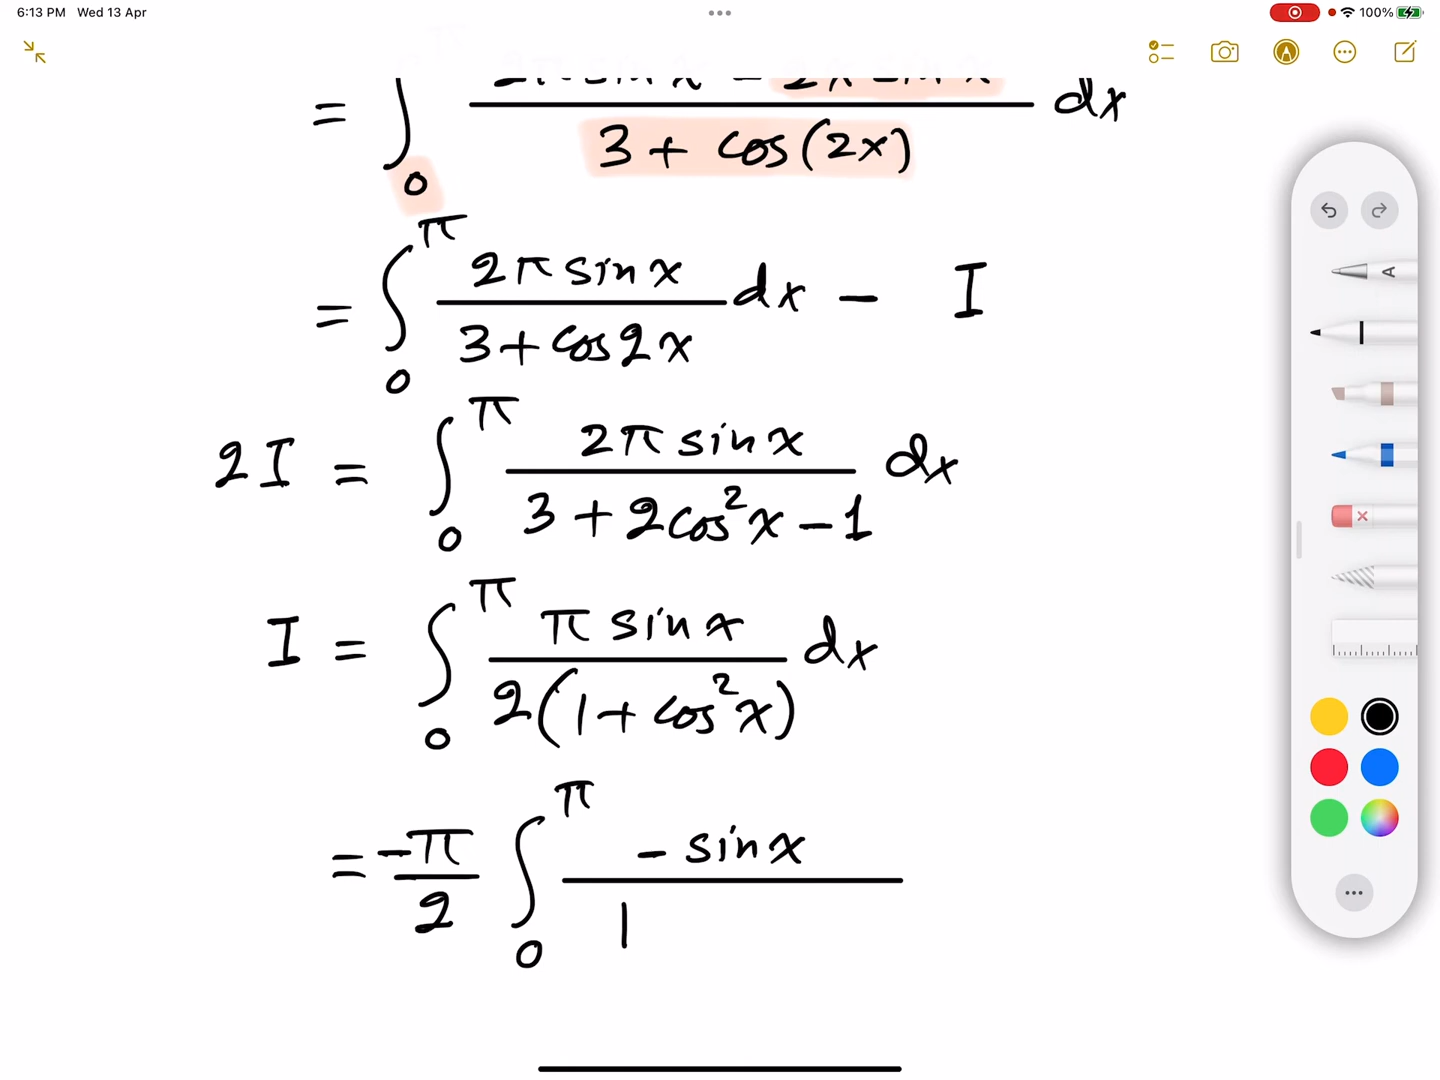 6:13 PM Wed 13 Apr 100%
= ∫₀ 2π sin x − 2x sin x / 3 + cos(2x) dx
= ∫₀^π 2π sin x / 3 + cos 2x dx − I
2I = ∫₀^π 2π sin x / 3 + 2cos²x − 1 dx
I = ∫₀^π π sin x / 2(1 + cos²x) dx
= −π/2 ∫₀^π − sin x / 1
A